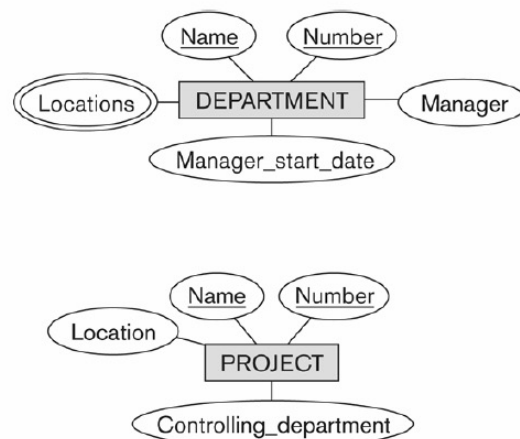 Name Number
Locations DEPARTMENT Manager
Manager_start_date
Name Number
Location
PROJECT
Controlling_department